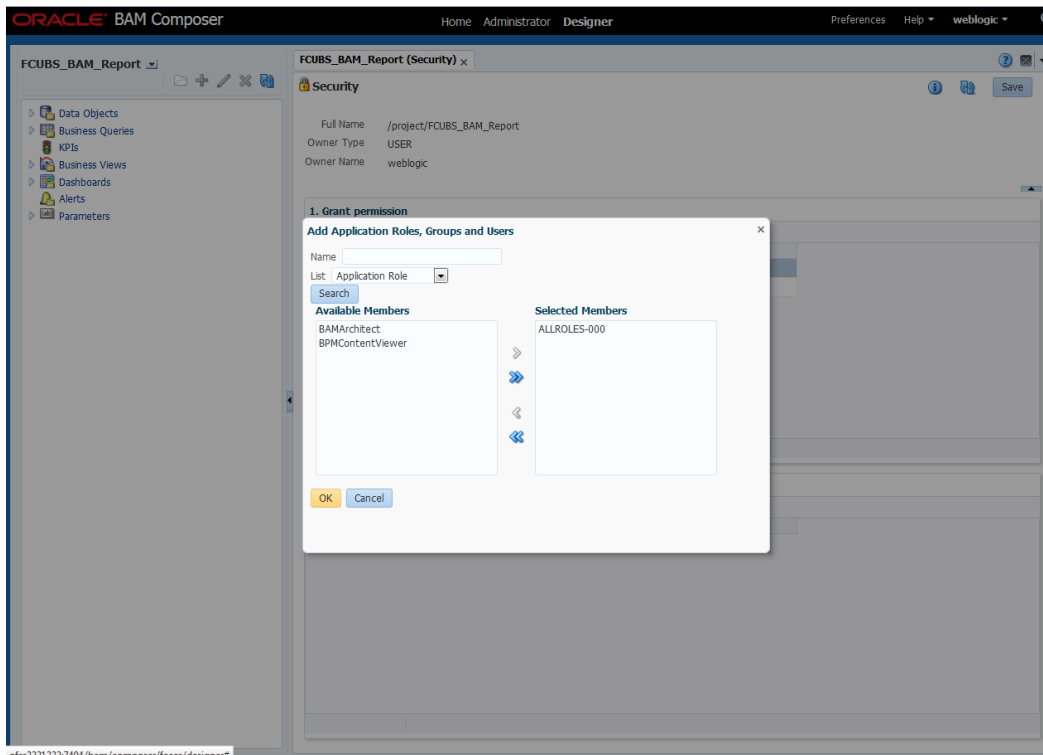 ORACLE BAM Composer
Home Administrator Designer
Preferences Help weblogic
FCUBS_BAM_Report
Data Objects
Business Queries
KPIs
Business Views
Dashboards
Alerts
Parameters
FCUBS_BAM_Report (Security) ×
Security
Save
Full Name /project/FCUBS_BAM_Report
Owner Type USER
Owner Name weblogic
1. Grant permission
Add Application Roles, Groups and Users
Name
List Application Role
Search
Available Members
BAMArchitect
BPMContentViewer
Selected Members
ALLROLES-000
OK Cancel